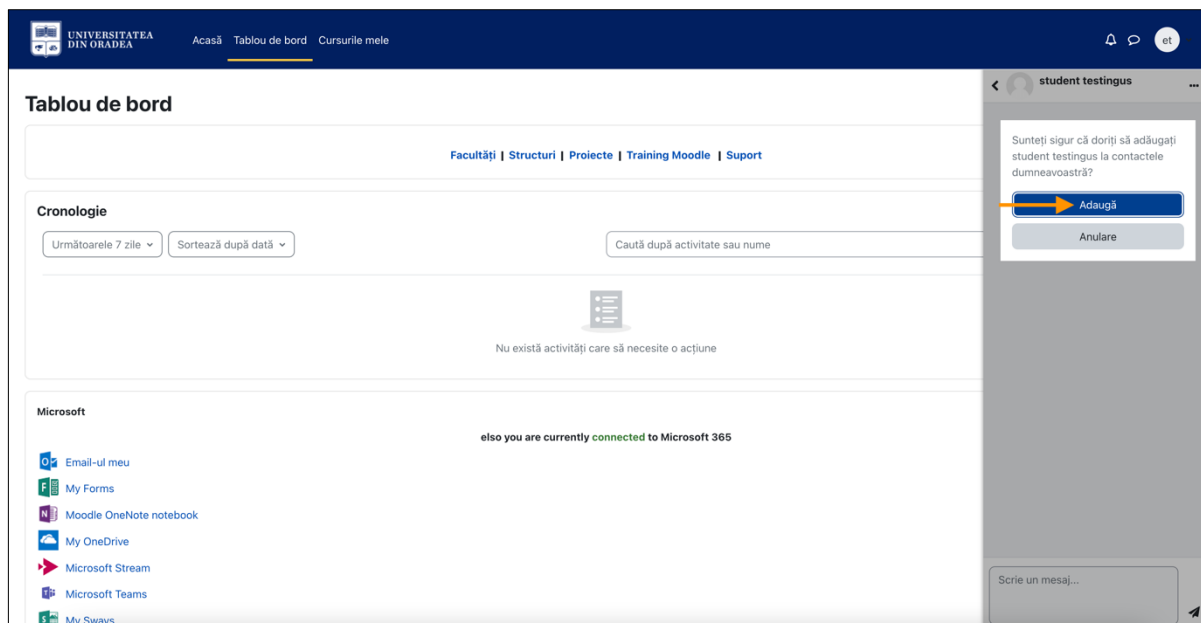 UNIVERSITATEA
DIN ORADEA
Acasă Tablou de bord Cursurile mele
et
student testingus
Tablou de bord
Sunteți sigur că doriți să adăugați
student testingus la contactele
dumneavoastră?
Adaugă
Anulare
Facultăți | Structuri | Proiecte | Training Moodle | Suport
Cronologie
Următoarele 7 zile Sortează după dată Caută după activitate sau nume
Nu există activități care să necesite o acțiune
Microsoft
elso you are currently connected to Microsoft 365
Email-ul meu
My Forms
Moodle OneNote notebook
My OneDrive
Microsoft Stream
Microsoft Teams
My Sways
Scrie un mesaj...